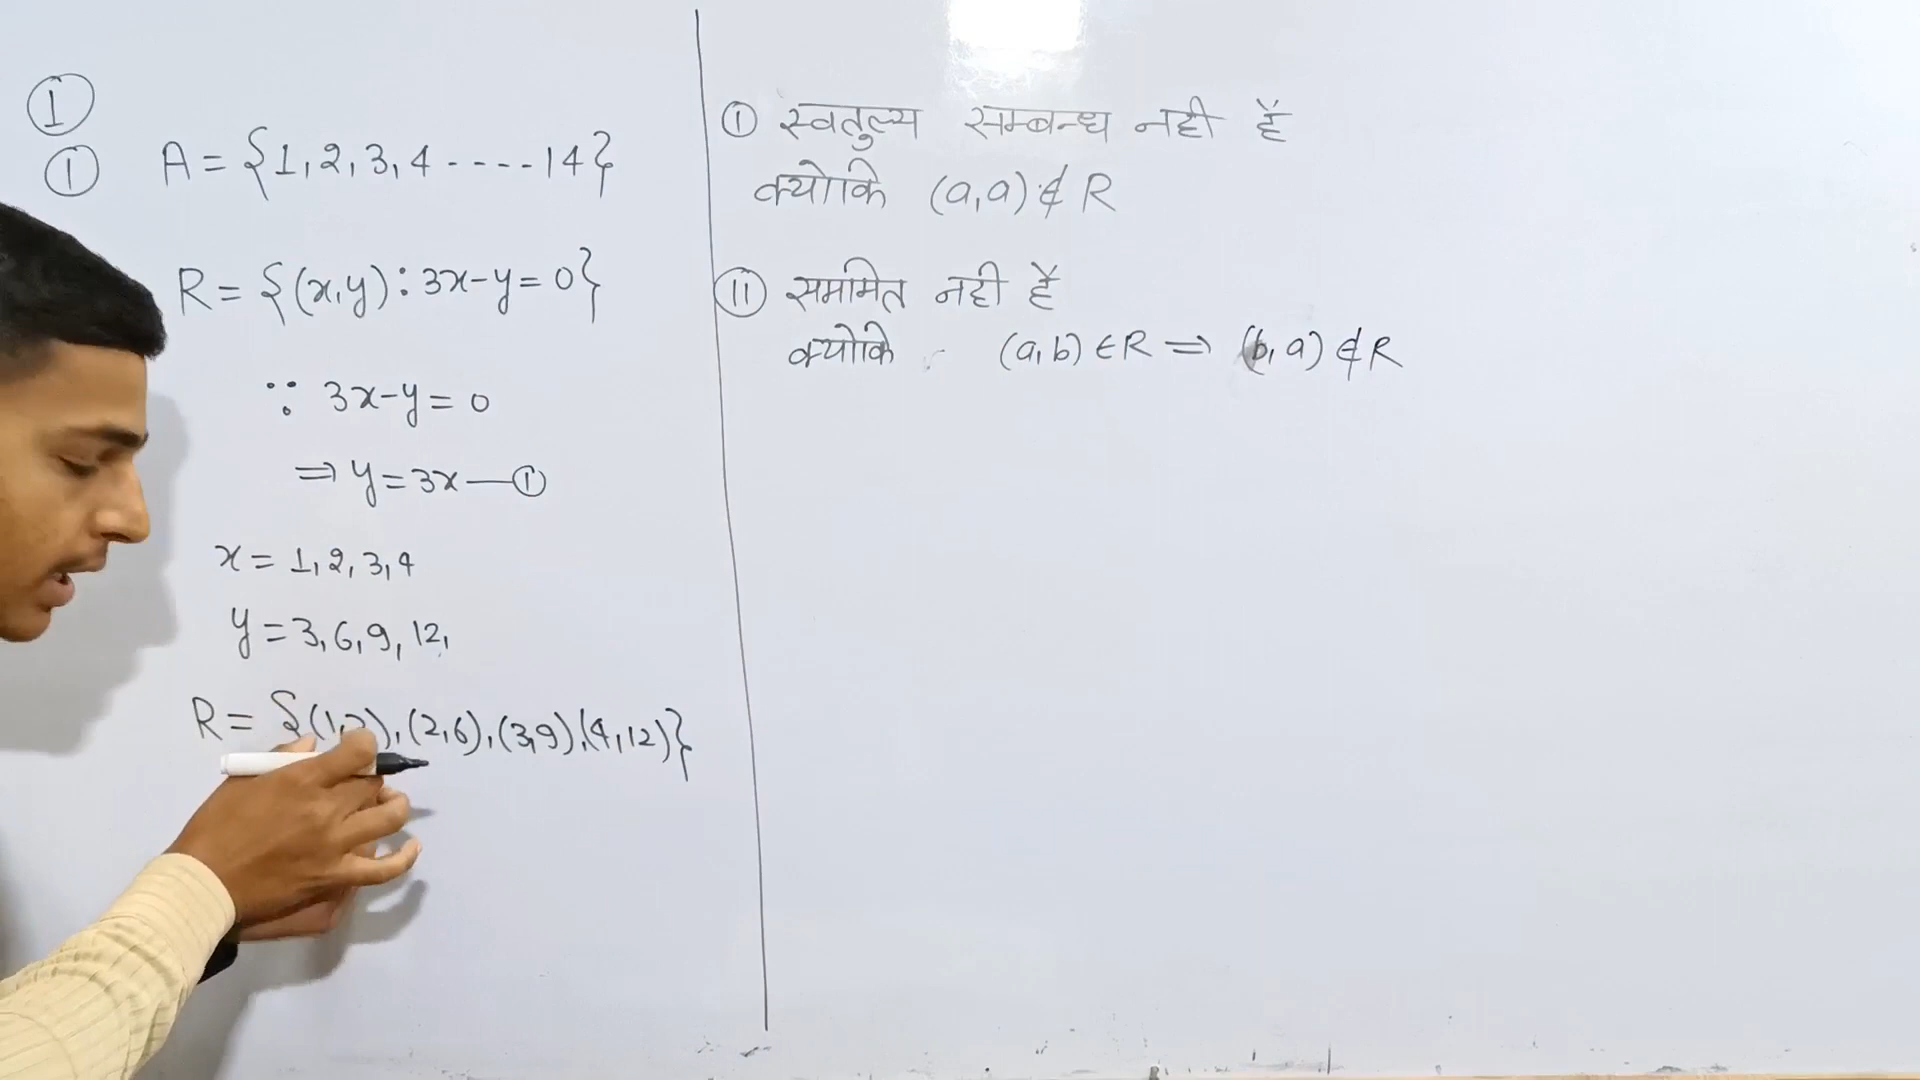 ①
① A = {1, 2, 3, 4 ---- 14}
R = {(x,y) : 3x-y = 0}
∵ 3x-y = 0
⇒ y = 3x — ①
x = 1, 2, 3, 4
y = 3, 6, 9, 12,
R = {(1,3), (2,6), (3,9), (4,12)}
① स्वतुल्य सम्बन्ध नही है
क्योकि (a,a) ∉ R
⑪ सममित नही है
क्योकि (a,b) ∈ R ⇒ (b,a) ∉ R